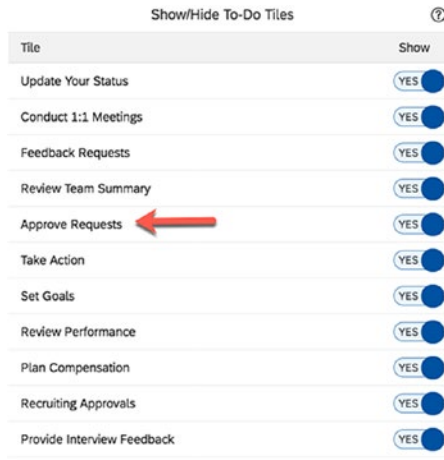 Show/Hide To-Do Tiles ?
Tile Show
Update Your Status YES
Conduct 1:1 Meetings YES
Feedback Requests YES
Review Team Summary YES
Approve Requests YES
Take Action YES
Set Goals YES
Review Performance YES
Plan Compensation YES
Recruiting Approvals YES
Provide Interview Feedback YES